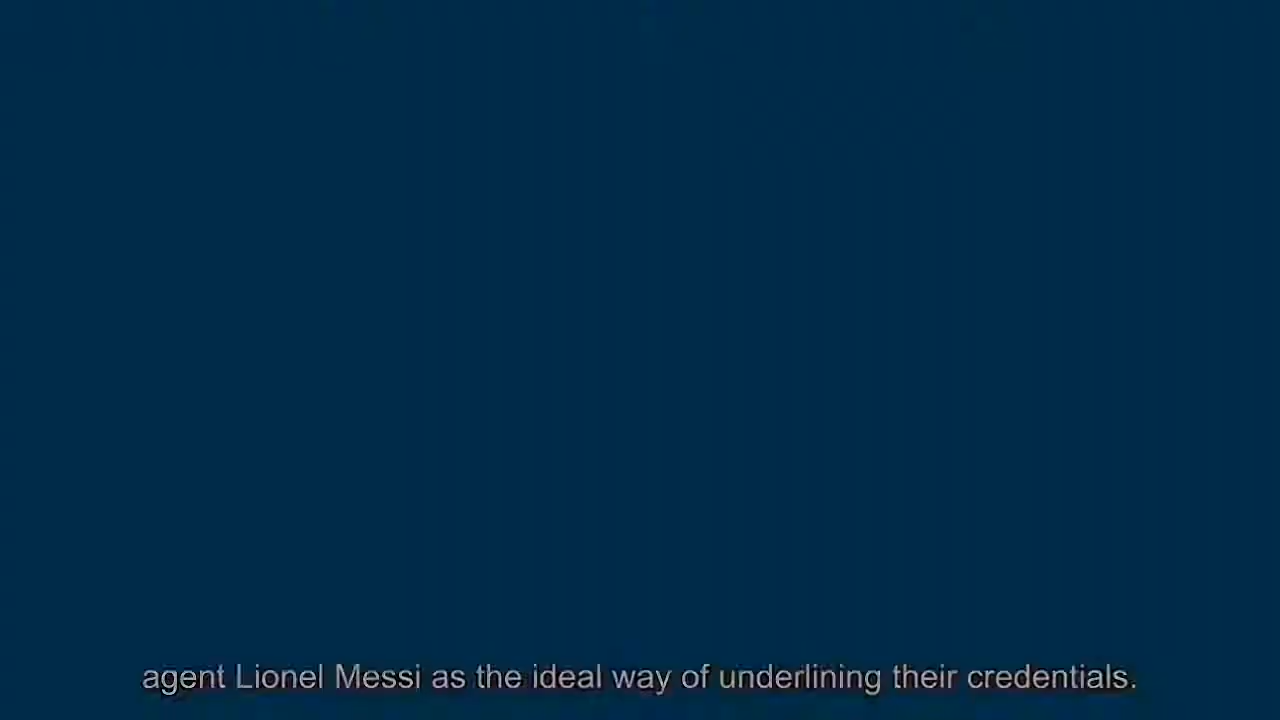 agent Lionel Messi as the ideal way of underlining their credentials.